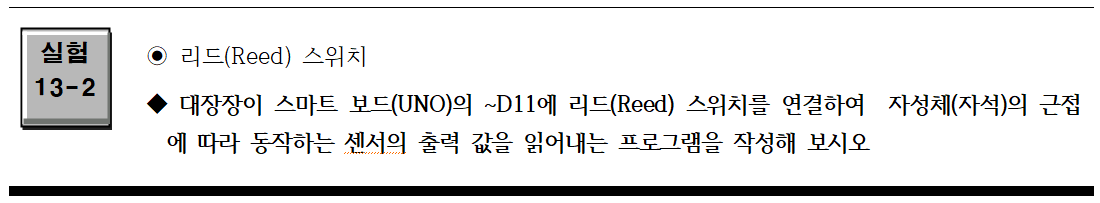 실험
13-2
◉ 리드(Reed) 스위치
◆ 대장장이 스마트 보드(UNO)의 ~D11에 리드(Reed) 스위치를 연결하여 자성체(자석)의 근접
에 따라 동작하는 센서의 출력 값을 읽어내는 프로그램을 작성해 보시오